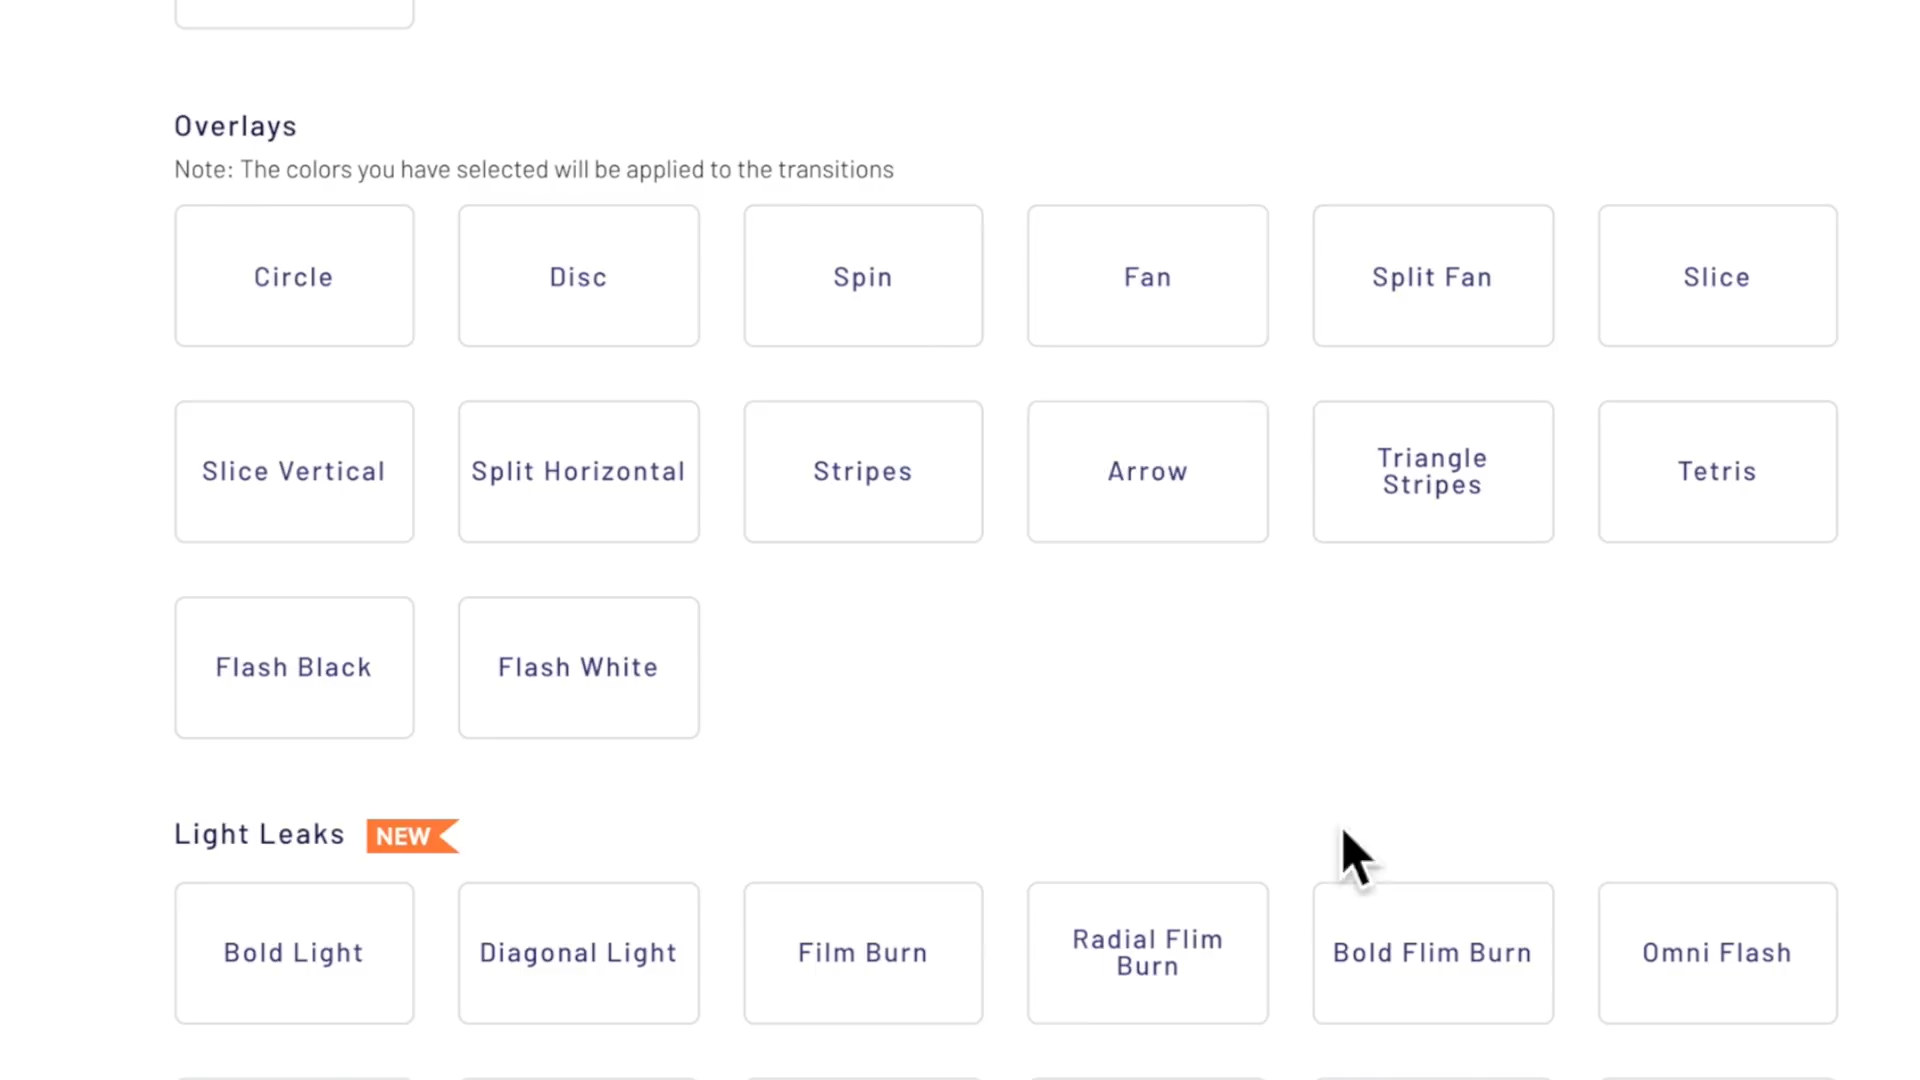 Overlays
Note: The colors you have selected will be applied to the transitions
Circle
Disc
Spin
Fan
Split Fan
Slice
Slice Vertical
Split Horizontal
Stripes
Arrow
Triangle
Stripes
Tetris
Flash Black
Flash White
Light Leaks NEW
Bold Light
Diagonal Light
Film Burn
Radial Flim
Burn
Bold Flim Burn
Omni Flash